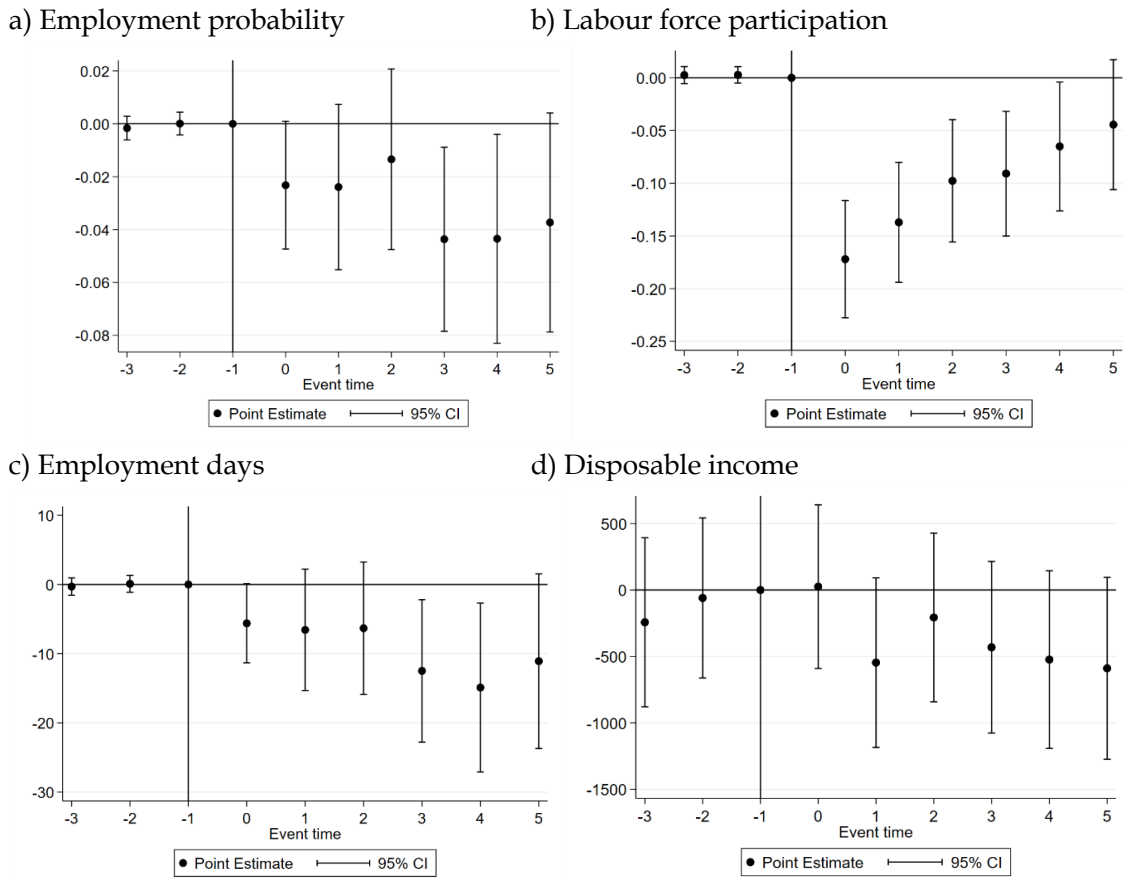 a) Employment probability
b) Labour force participation
0.02
0.00
-0.02
-0.04
-0.06
-0.08
-3 -2 -1 0 1 2 3 4 5
Event time
Point Estimate 95% CI
0.00
-0.05
-0.10
-0.15
-0.20
-0.25
-3 -2 -1 0 1 2 3 4 5
Event time
Point Estimate 95% CI
c) Employment days
d) Disposable income
10
0
-10
-20
-30
-3 -2 -1 0 1 2 3 4 5
Event time
Point Estimate 95% CI
500
0
-500
-1000
-1500
-3 -2 -1 0 1 2 3 4 5
Event time
Point Estimate 95% CI